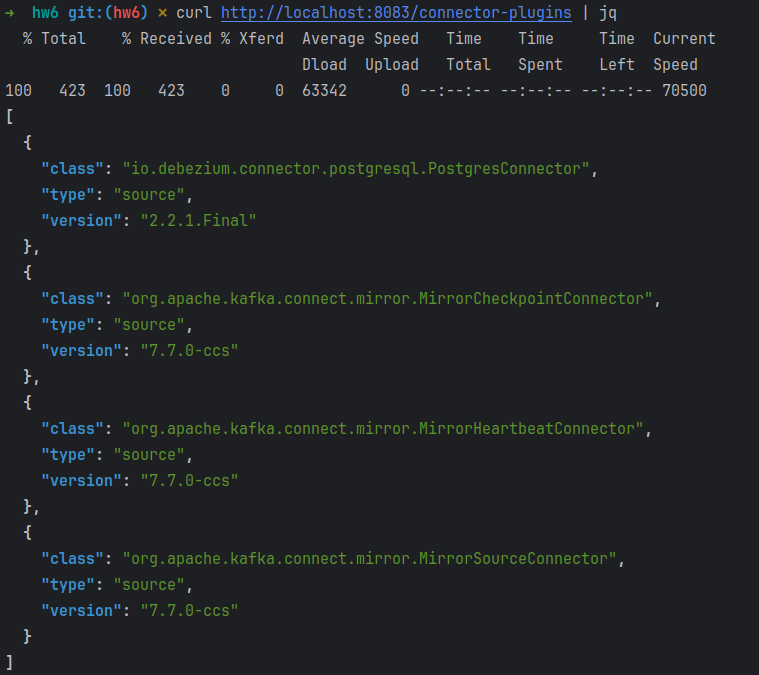 → hw6 git:(hw6) × curl http://localhost:8083/connector-plugins | jq
  % Total    % Received % Xferd  Average Speed   Time    Time     Time  Current
                                 Dload  Upload   Total   Spent    Left  Speed
100   423  100   423    0     0  63342      0 --:--:-- --:--:-- --:--:-- 70500
[
  {
    "class": "io.debezium.connector.postgresql.PostgresConnector",
    "type": "source",
    "version": "2.2.1.Final"
  },
  {
    "class": "org.apache.kafka.connect.mirror.MirrorCheckpointConnector",
    "type": "source",
    "version": "7.7.0-ccs"
  },
  {
    "class": "org.apache.kafka.connect.mirror.MirrorHeartbeatConnector",
    "type": "source",
    "version": "7.7.0-ccs"
  },
  {
    "class": "org.apache.kafka.connect.mirror.MirrorSourceConnector",
    "type": "source",
    "version": "7.7.0-ccs"
  }
]